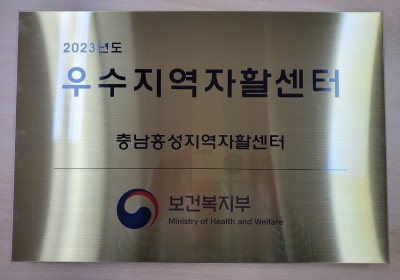 2023년도
우수지역자활센터
충남홍성지역자활센터
보건복지부
Ministry of Health and Welfare